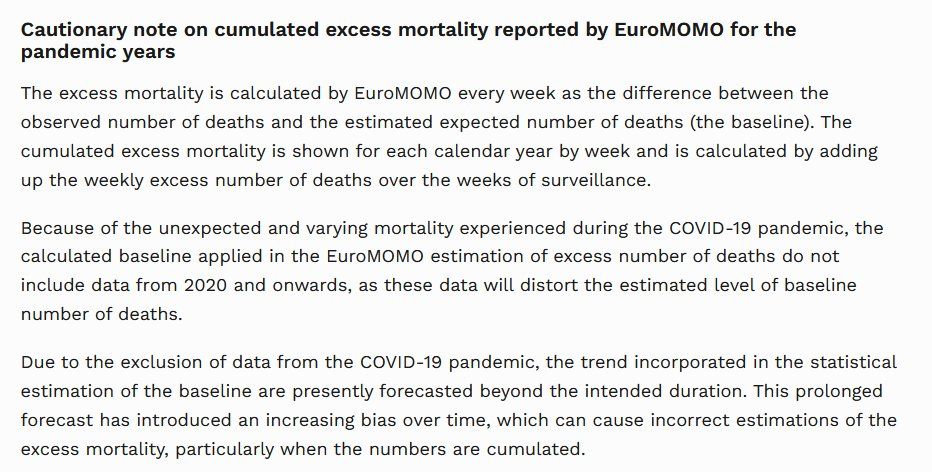 Cautionary note on cumulated excess mortality reported by EuroMOMO for the
pandemic years
The excess mortality is calculated by EuroMOMO every week as the difference between the
observed number of deaths and the estimated expected number of deaths (the baseline). The
cumulated excess mortality is shown for each calendar year by week and is calculated by adding
up the weekly excess number of deaths over the weeks of surveillance.
Because of the unexpected and varying mortality experienced during the COVID-19 pandemic, the
calculated baseline applied in the EuroMOMO estimation of excess number of deaths do not
include data from 2020 and onwards, as these data will distort the estimated level of baseline
number of deaths.
Due to the exclusion of data from the COVID-19 pandemic, the trend incorporated in the statistical
estimation of the baseline are presently forecasted beyond the intended duration. This prolonged
forecast has introduced an increasing bias over time, which can cause incorrect estimations of the
excess mortality, particularly when the numbers are cumulated.